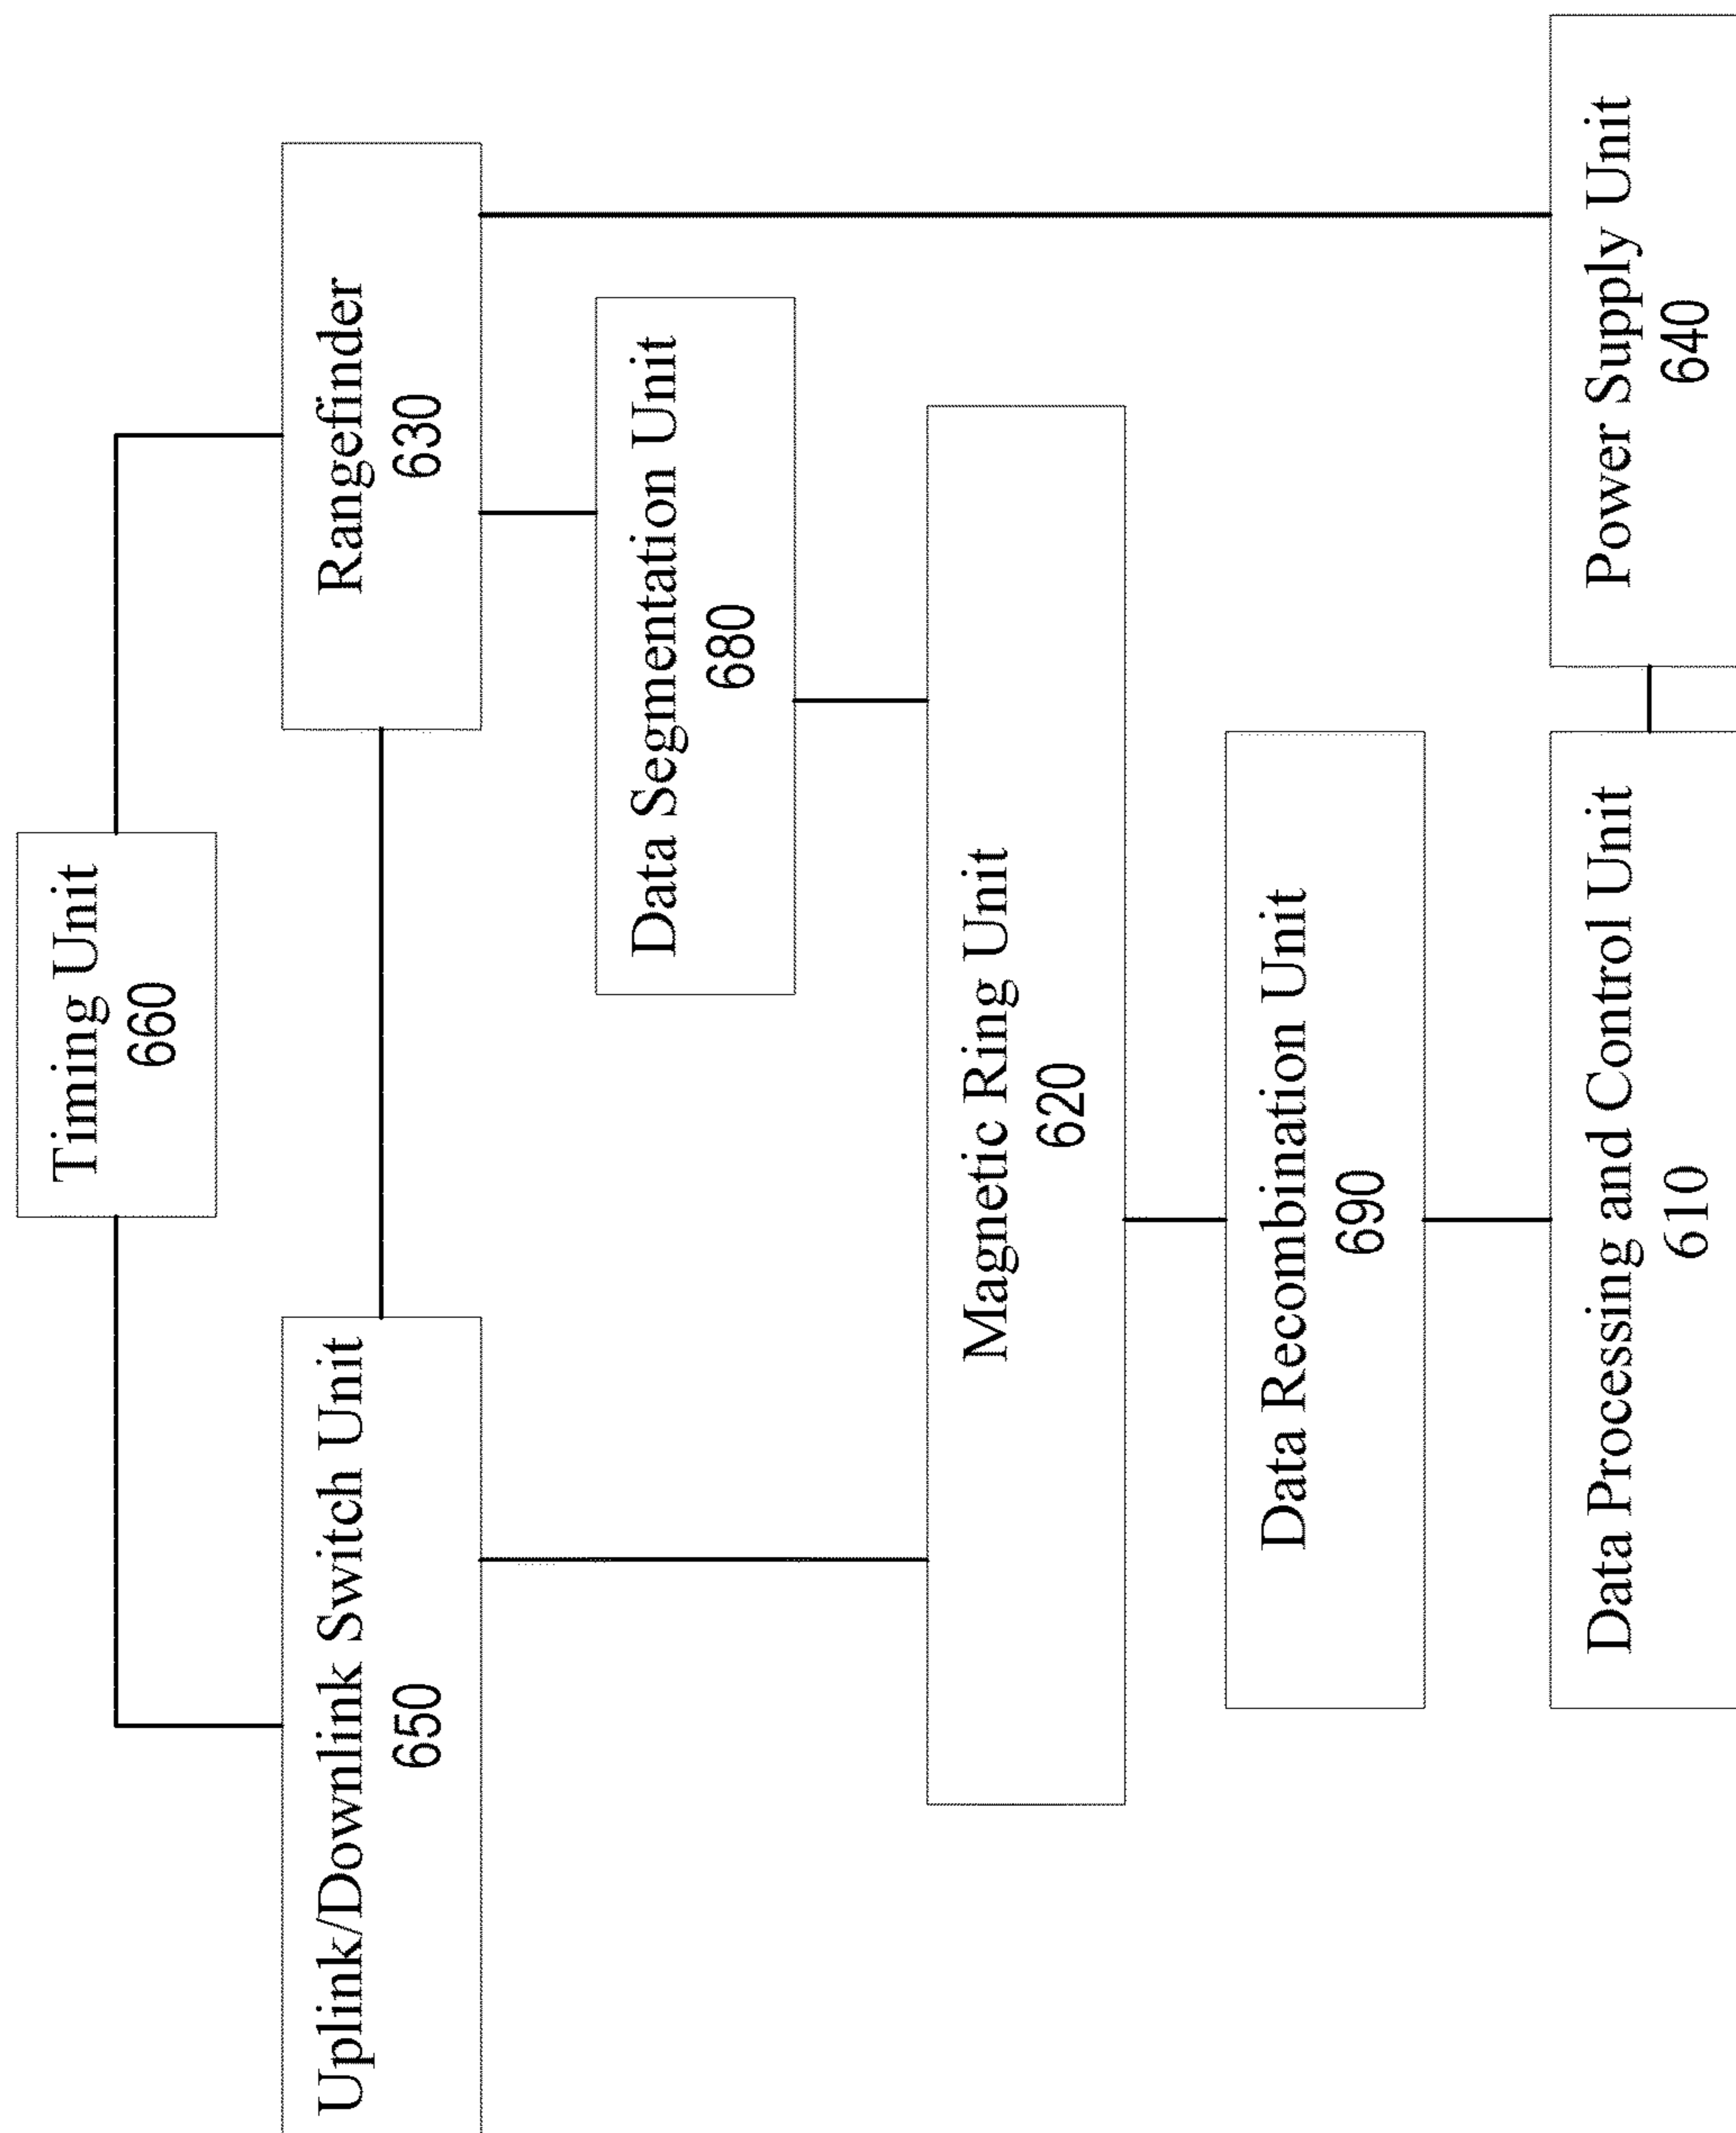 Timing Unit
660
Uplink/Downlink Switch Unit
650
Rangefinder
630
Data Segmentation Unit
680
Magnetic Ring Unit
620
Data Recombination Unit
690
Data Processing and Control Unit
610
Power Supply Unit
640